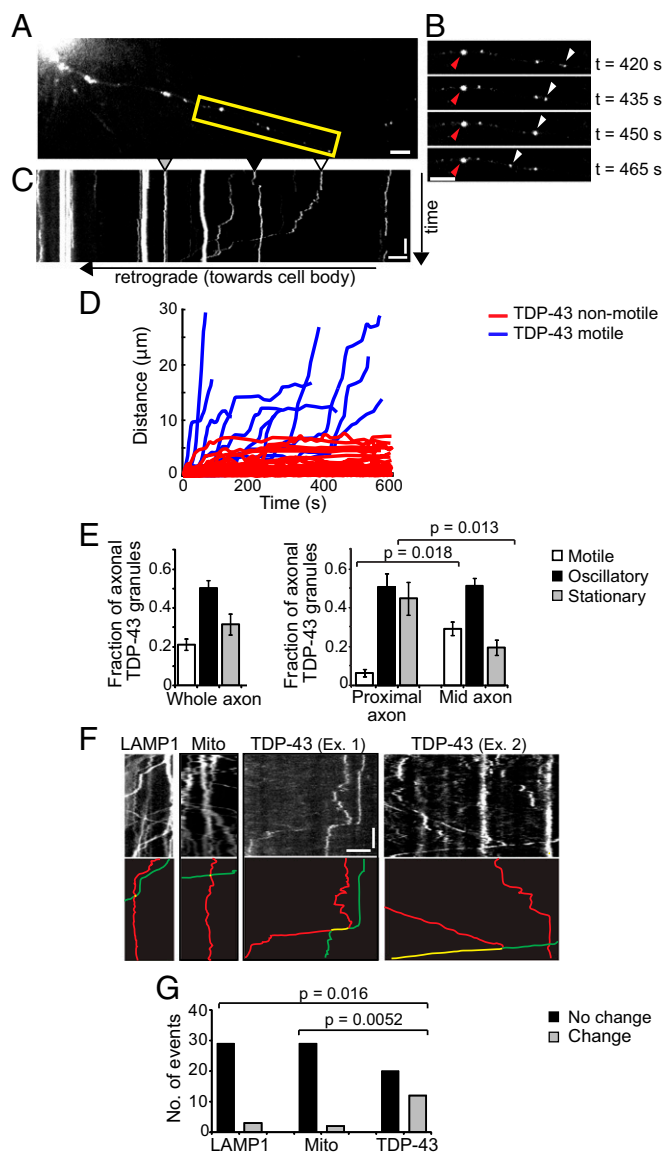 A
B
t = 420 s
t = 435 s
t = 450 s
t = 465 s
C
time
retrograde (towards cell body)
D
30
20
10
0
Distance (µm)
0 200 400 600
Time (s)
TDP-43 non-motile
TDP-43 motile
E
Fraction of axonal
TDP-43 granules
0.6
0.4
0.2
0
Whole axon
Fraction of axonal
TDP-43 granules
0.6
0.4
0.2
0
p = 0.013
p = 0.018
Proximal
axon
Mid axon
Motile
Oscillatory
Stationary
F
LAMP1 Mito TDP-43 (Ex. 1) TDP-43 (Ex. 2)
G
p = 0.016
p = 0.0052
No. of events
40
30
20
10
0
LAMP1 Mito TDP-43
No change
Change